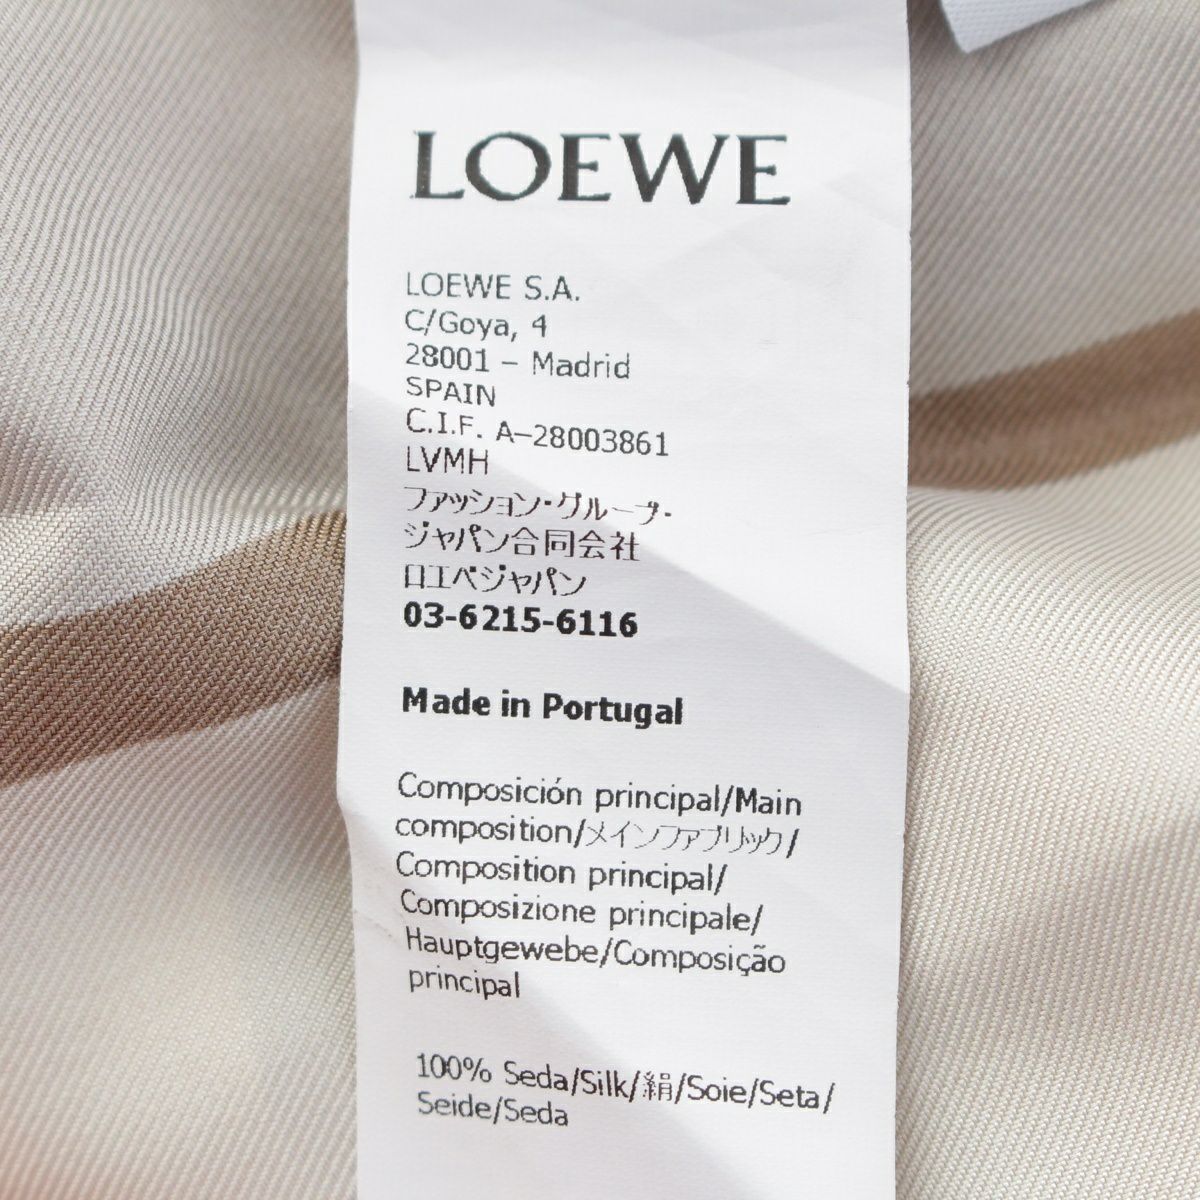 LOEWE
LOEWE S.A.
C/Goya, 4
28001 – Madrid
SPAIN
C.I.F. A–28003861
LVMH
ファッション・グループ・
ジャパン合同会社
ロエベジャパン
03-6215-6116
Made in Portugal
Composición principal/Main
composition/メインファブリック/
Composition principal/
Composizione principale/
Hauptgewebe/Composição
principal
100% Seda/Silk/絹/Soie/Seta/
Seide/Seda